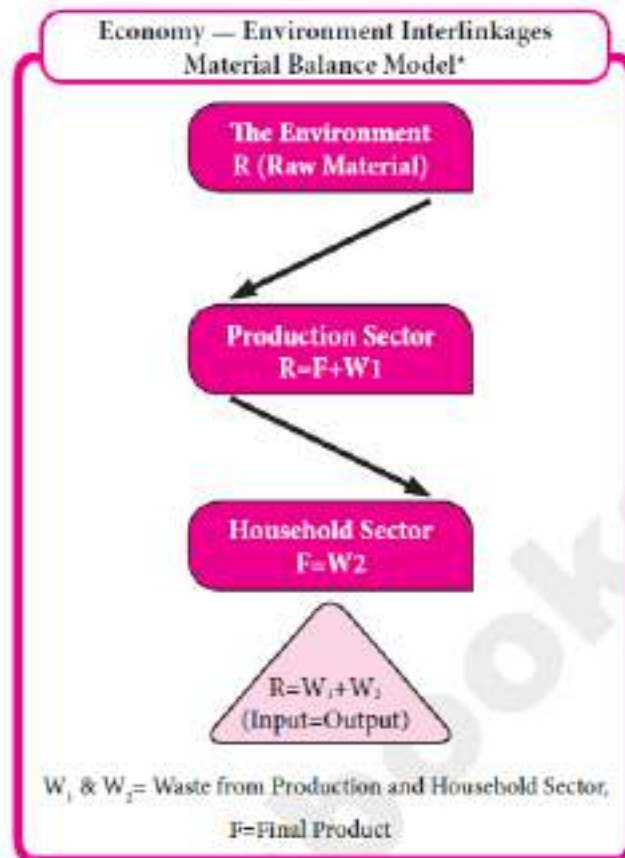 Economy — Environment Interlinkages
Material Balance Model*
The Environment
R (Raw Material)
Production Sector
R=F+W1
Household Sector
F=W2
R=W₁+W₂
(Input=Output)
W₁ & W₂= Waste from Production and Household Sector,
F=Final Product